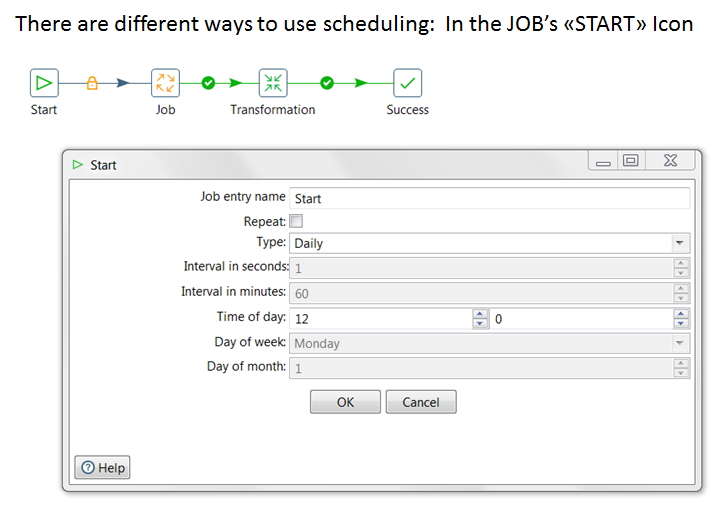 There are different ways to use scheduling: In the JOB's «START» Icon
Start Job Transformation Success
Start
Job entry name Start
Repeat:
Type: Daily
Interval in seconds: 1
Interval in minutes: 60
Time of day: 12 0
Day of week: Monday
Day of month: 1
OK Cancel
Help